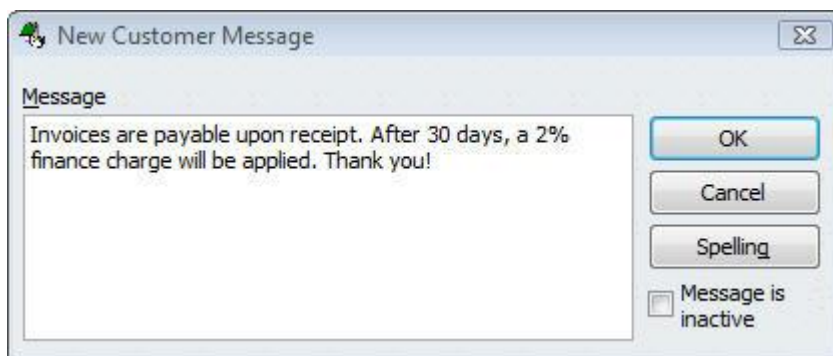 New Customer Message
Message
Invoices are payable upon receipt. After 30 days, a 2%
finance charge will be applied. Thank you!
OK
Cancel
Spelling
Message is
inactive